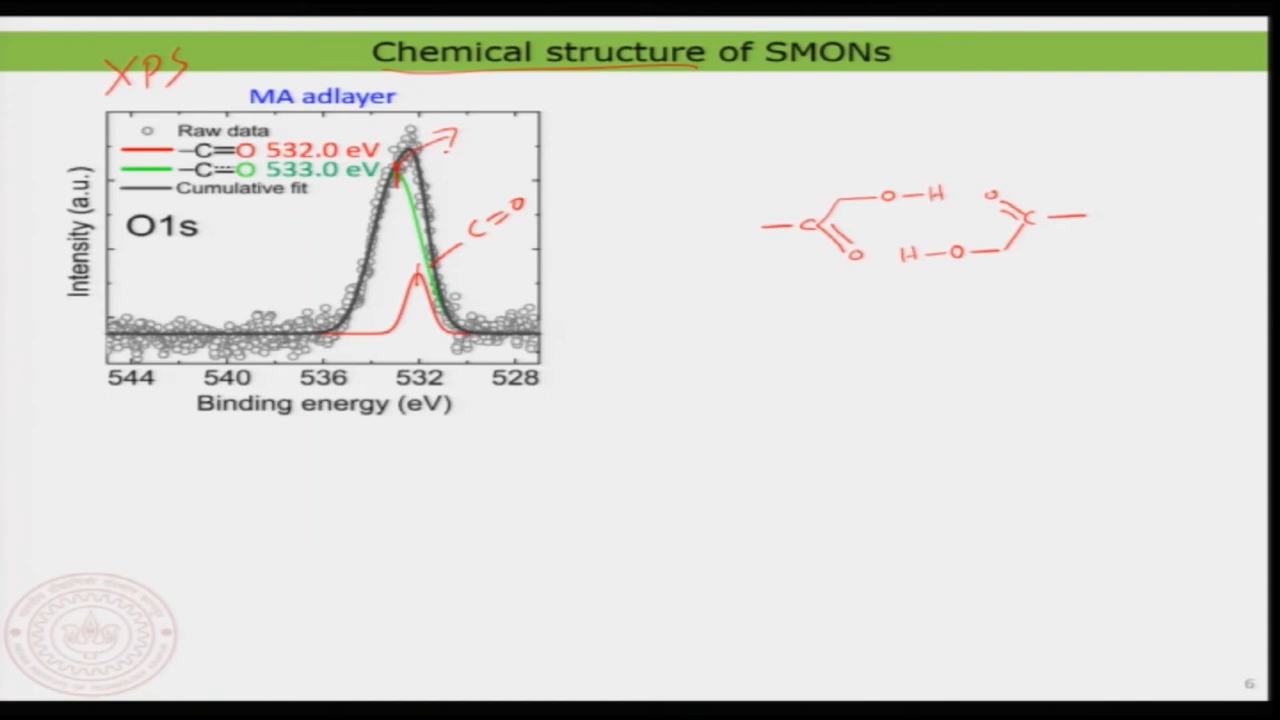 Chemical structure of SMONs
XPS
MA adlayer
Raw data
—C=O 532.0 eV
—C⁝O 533.0 eV
Cumulative fit
O1s
C=O
Intensity (a.u.)
544 540 536 532 528
Binding energy (eV)
O—H O
—C C—
O H—O
6